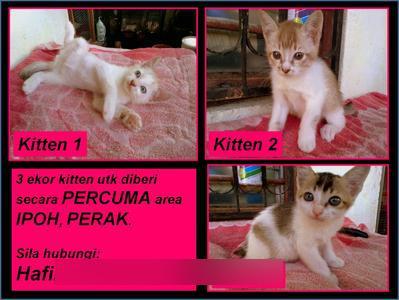 Kitten 1
Kitten 2
3 ekor kitten utk diberi
secara PERCUMA area
IPOH, PERAK.
Sila hubungi:
Hafi